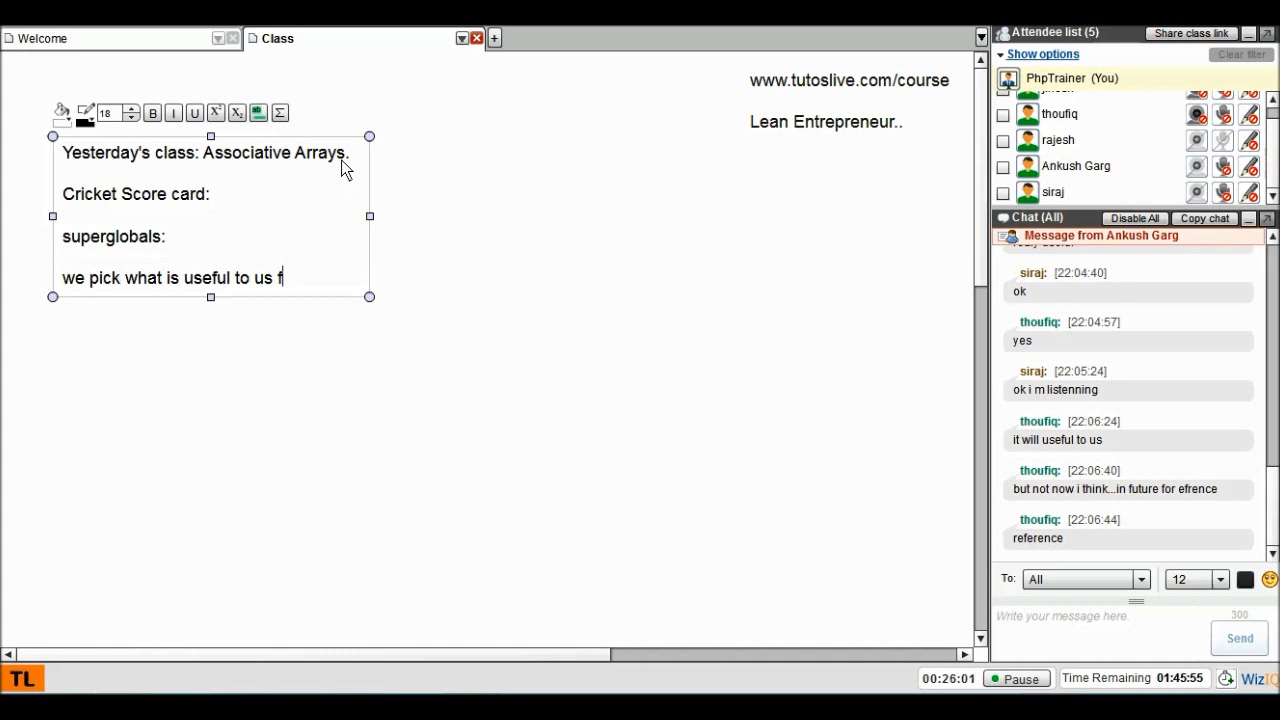 Welcome
Class
www.tutoslive.com/course
Lean Entrepreneur..
18
B
I
U
X²
X₂
ab
Σ
Yesterday's class: Associative Arrays.
Cricket Score card:
superglobals:
we pick what is useful to us f
Attendee list (5)
Share class link
Show options
Clear filter
PhpTrainer (You)
thoufiq
rajesh
Ankush Garg
siraj
Chat (All)
Disable All
Copy chat
Message from Ankush Garg
siraj: [22:04:40]
ok
thoufiq: [22:04:57]
yes
siraj: [22:05:24]
ok i m listenning
thoufiq: [22:06:24]
it will useful to us
thoufiq: [22:06:40]
but not now i think...in future for efrence
thoufiq: [22:06:44]
reference
To: All 12
Write your message here.
300
Send
TL
00:26:01 Pause Time Remaining 01:45:55 WizIQ